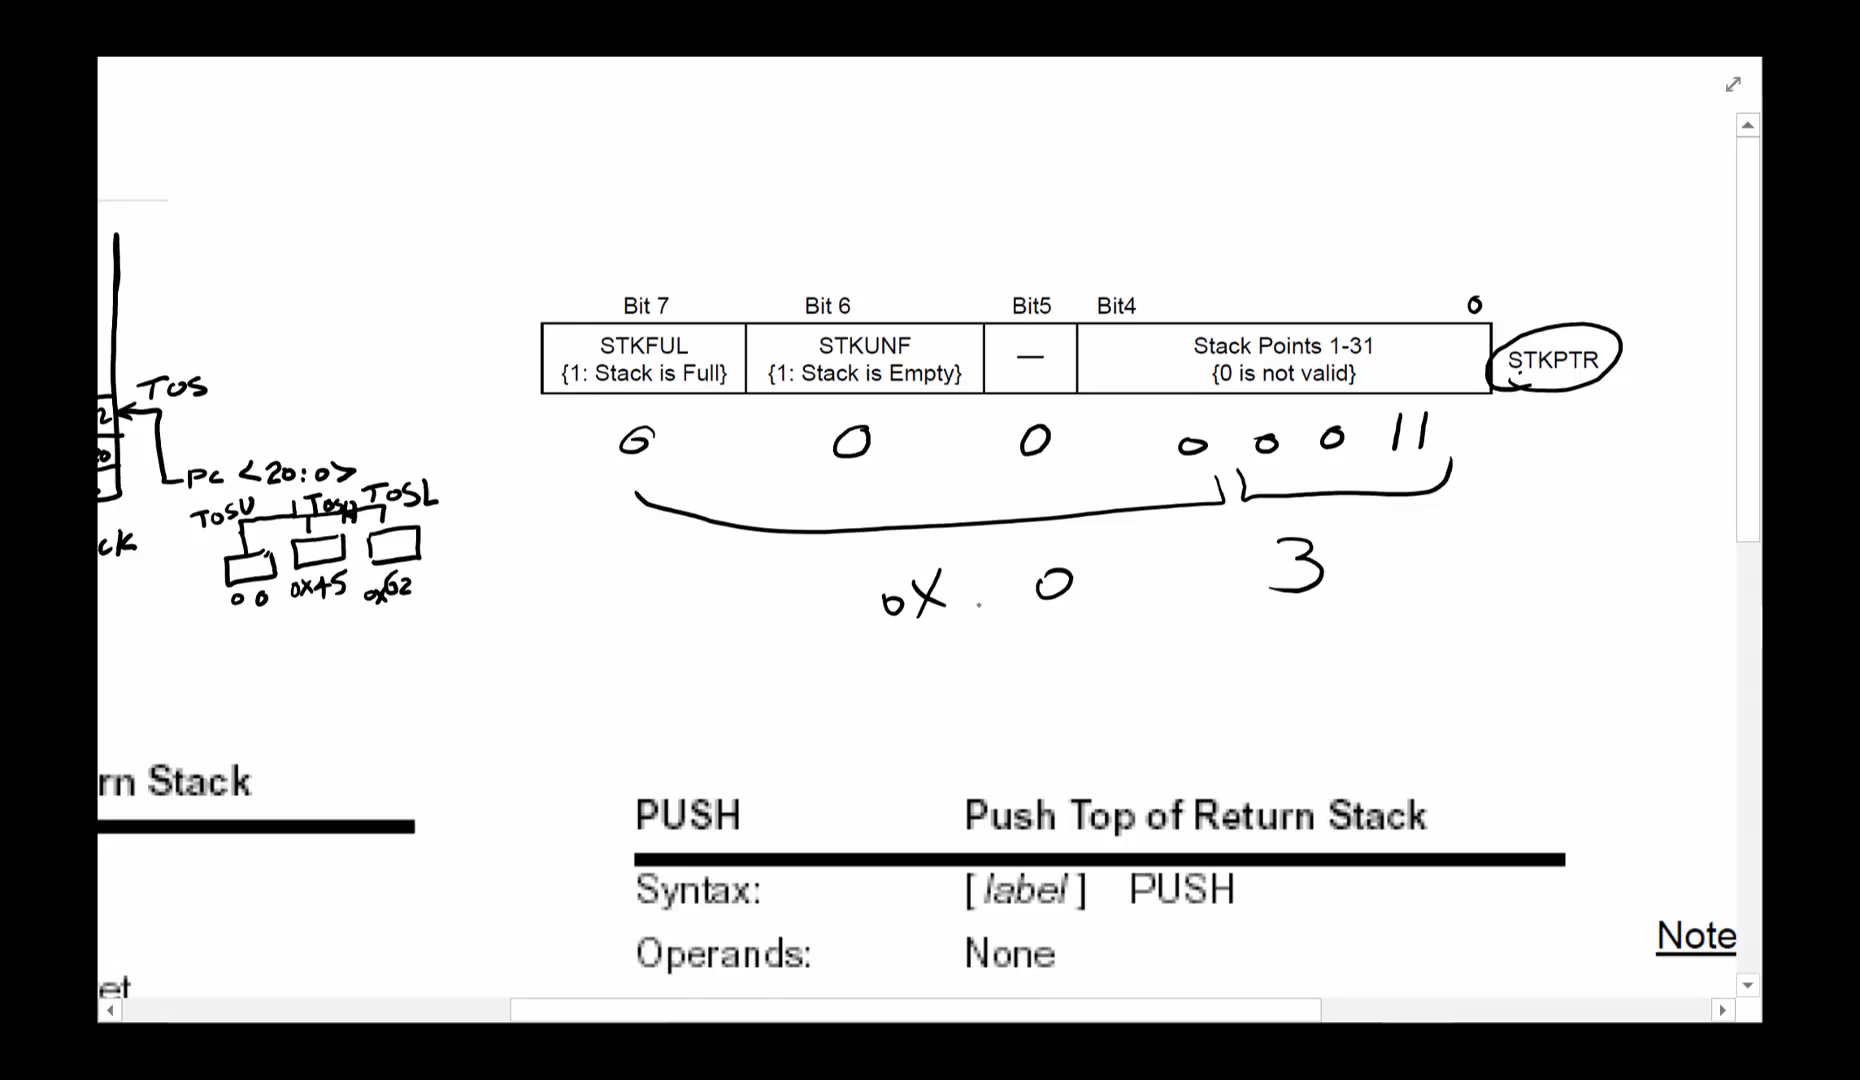 Bit 7 Bit 6 Bit5 Bit4 0
STKFUL STKUNF — Stack Points 1-31 STKPTR
{1: Stack is Full} {1: Stack is Empty} {0 is not valid}
TOS
2
0 0 0 0 0 0 1 1
PC <20:0>
TOSU TOSH TOSL
ck
00 0x45 0x62
0x 0 3
rn Stack
PUSH Push Top of Return Stack
Syntax: [ label ] PUSH
Note
Operands: None
et